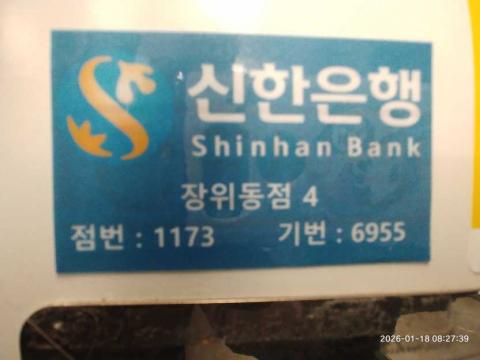 신한은행
Shinhan Bank
장위동점 4
점번 : 1173 기번 : 6955
2026-01-18 08:27:39